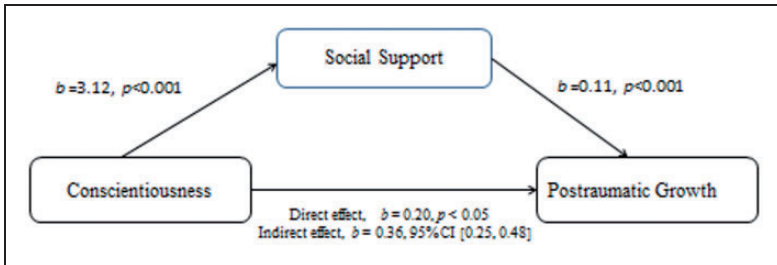 Social Support
b=3.12, p<0.001
b=0.11, p<0.001
Conscientiousness
Postraumatic Growth
Direct effect, b = 0.20, p < 0.05
Indirect effect, b = 0.36, 95%CI [0.25, 0.48]